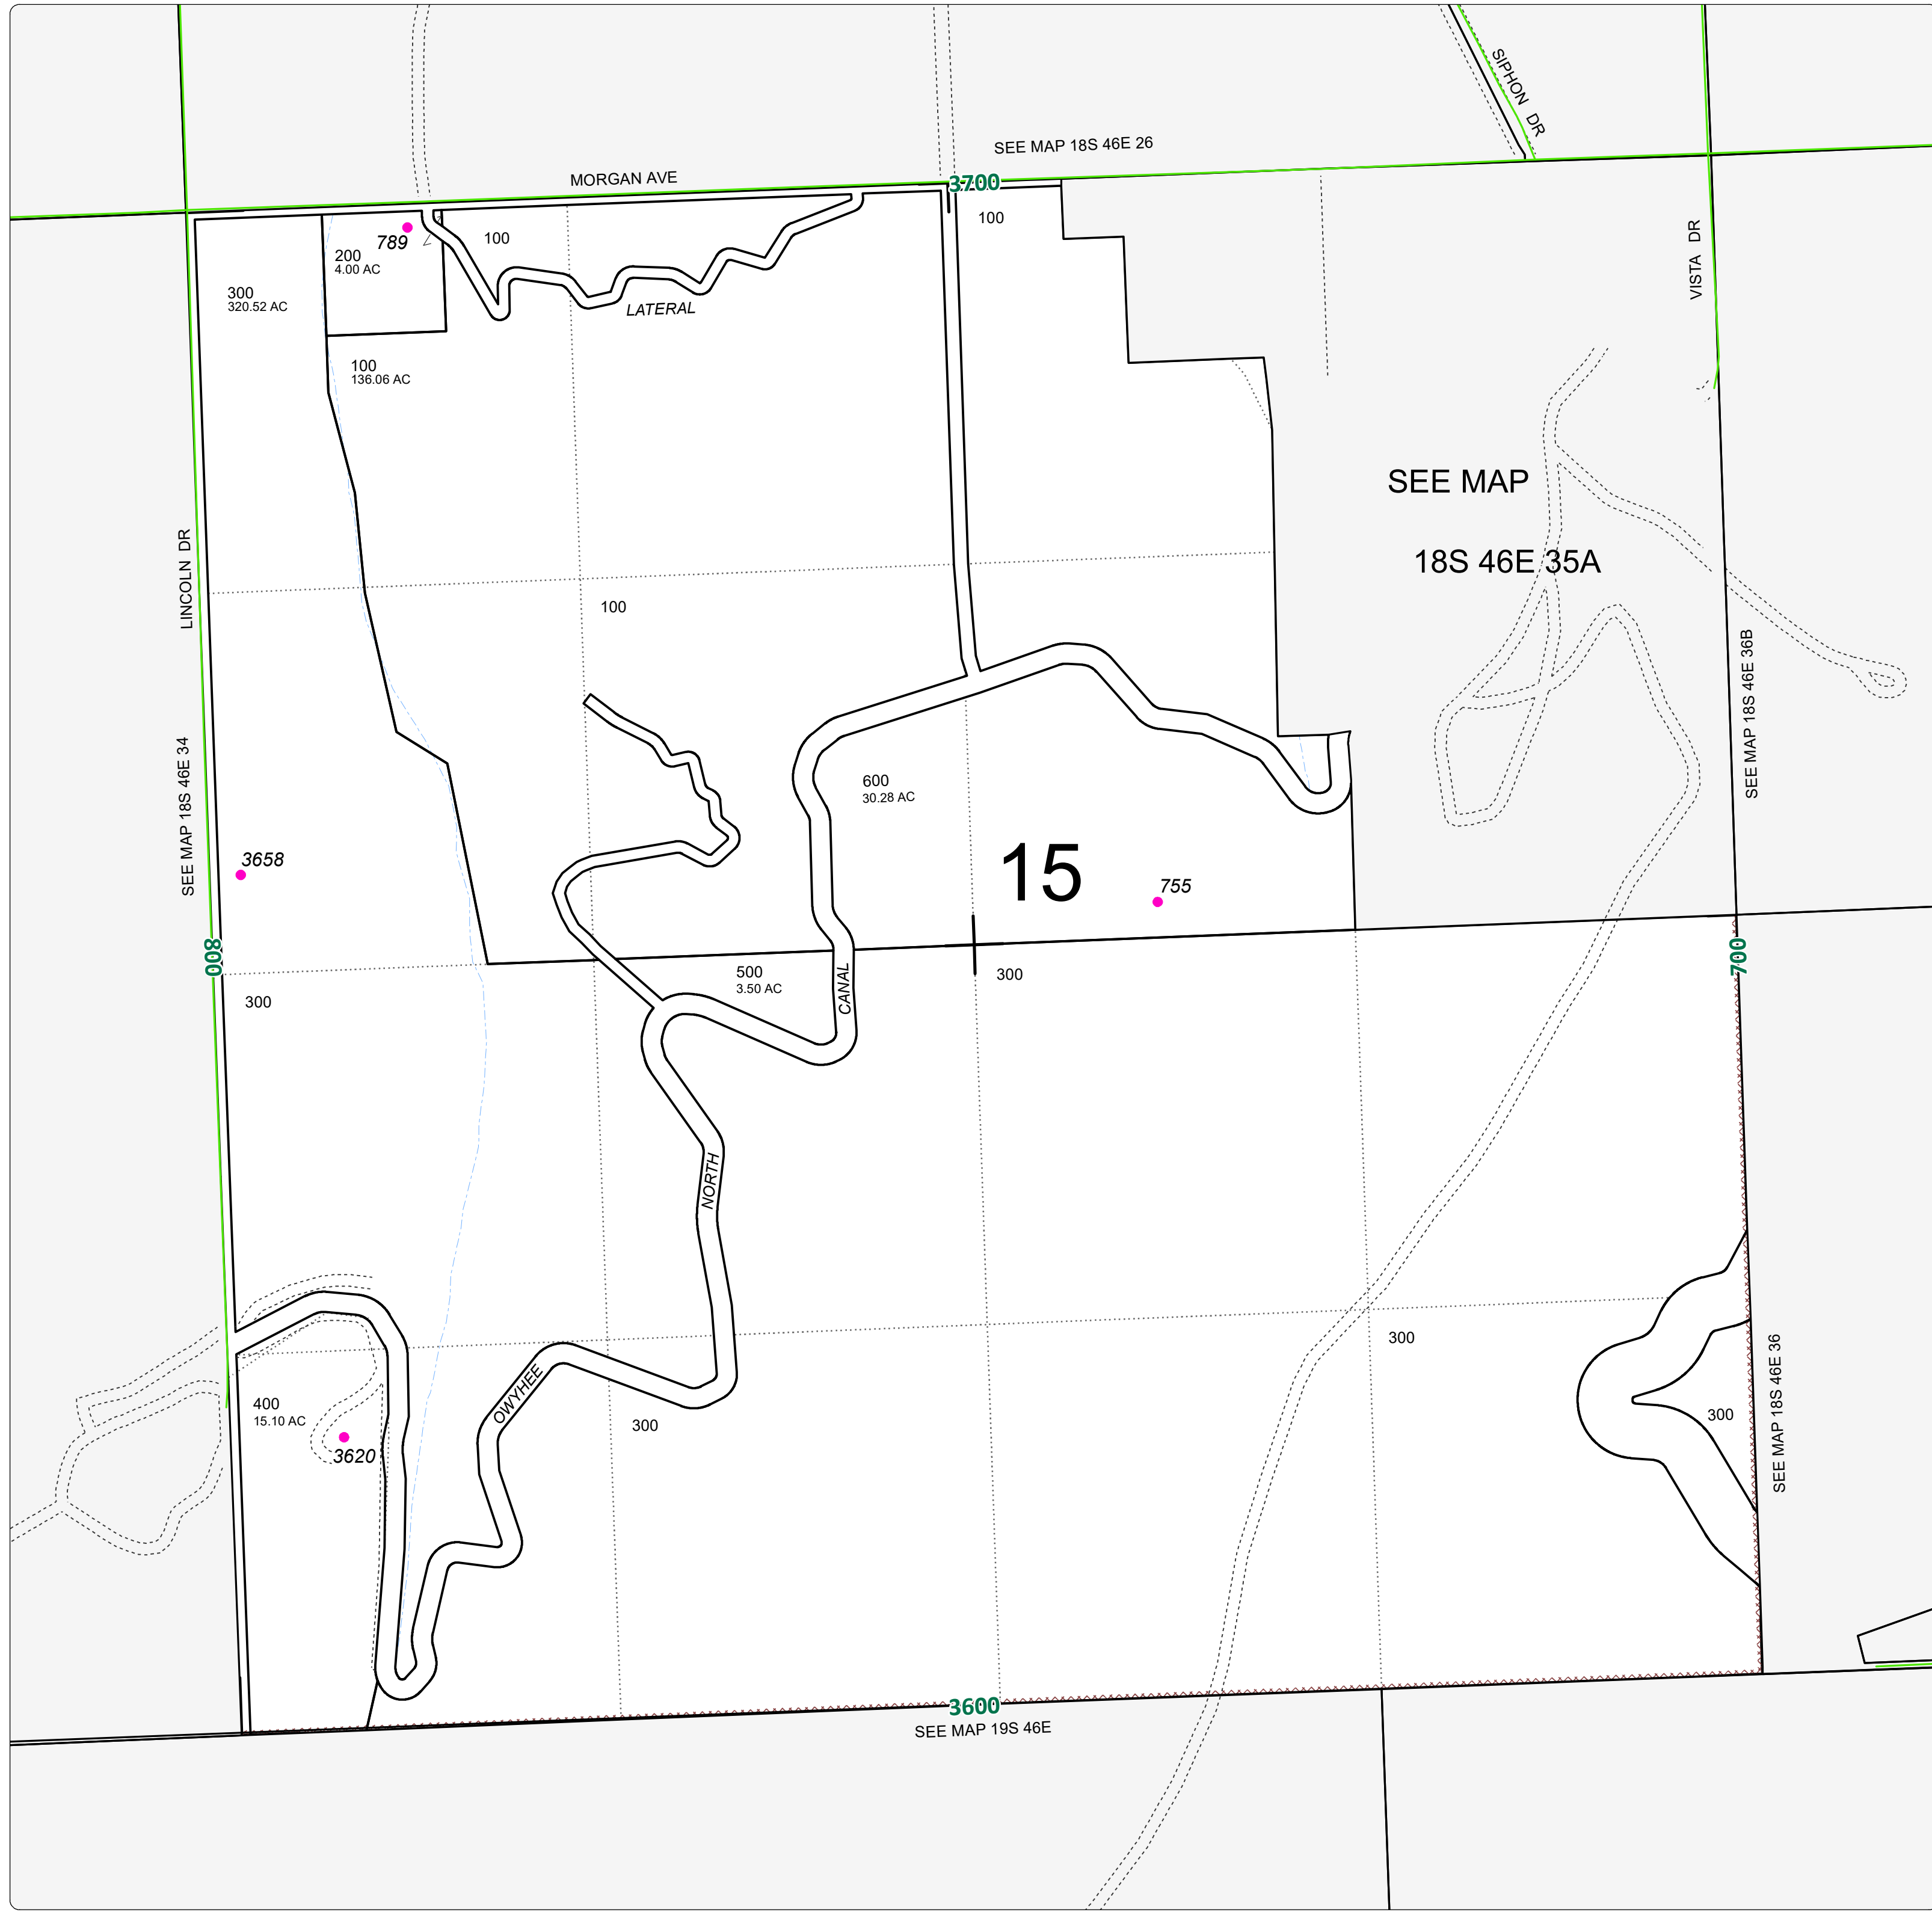 SIPHON DR
SEE MAP 18S 46E 26
MORGAN AVE
3700
100
789
100
200
4.00 AC
300
320.52 AC
LATERAL
VISTA DR
100
136.06 AC
SEE MAP
18S 46E 35A
LINCOLN DR
100
SEE MAP 18S 46E 36B
SEE MAP 18S 46E 34
600
30.28 AC
15
3658
755
800
700
500
3.50 AC
300
CANAL
300
NORTH
300
OWYHEE
SEE MAP 18S 46E 36
400
15.10 AC
300
300
3620
3600
SEE MAP 19S 46E